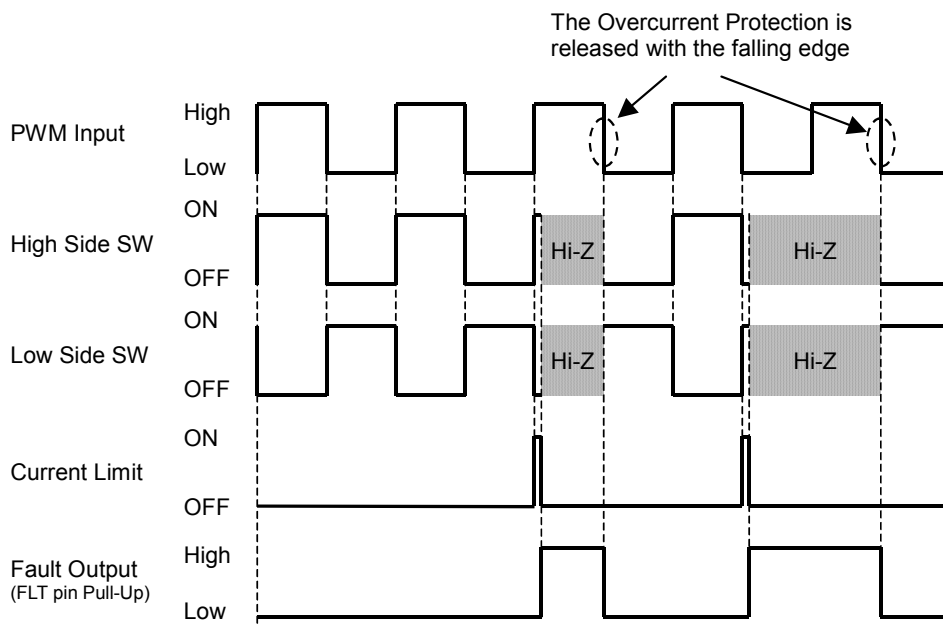 The Overcurrent Protection is
released with the falling edge
PWM Input
High
Low
High Side SW
ON
OFF
Hi-Z
Hi-Z
Low Side SW
ON
OFF
Hi-Z
Hi-Z
Current Limit
ON
OFF
Fault Output
(FLT pin Pull-Up)
High
Low